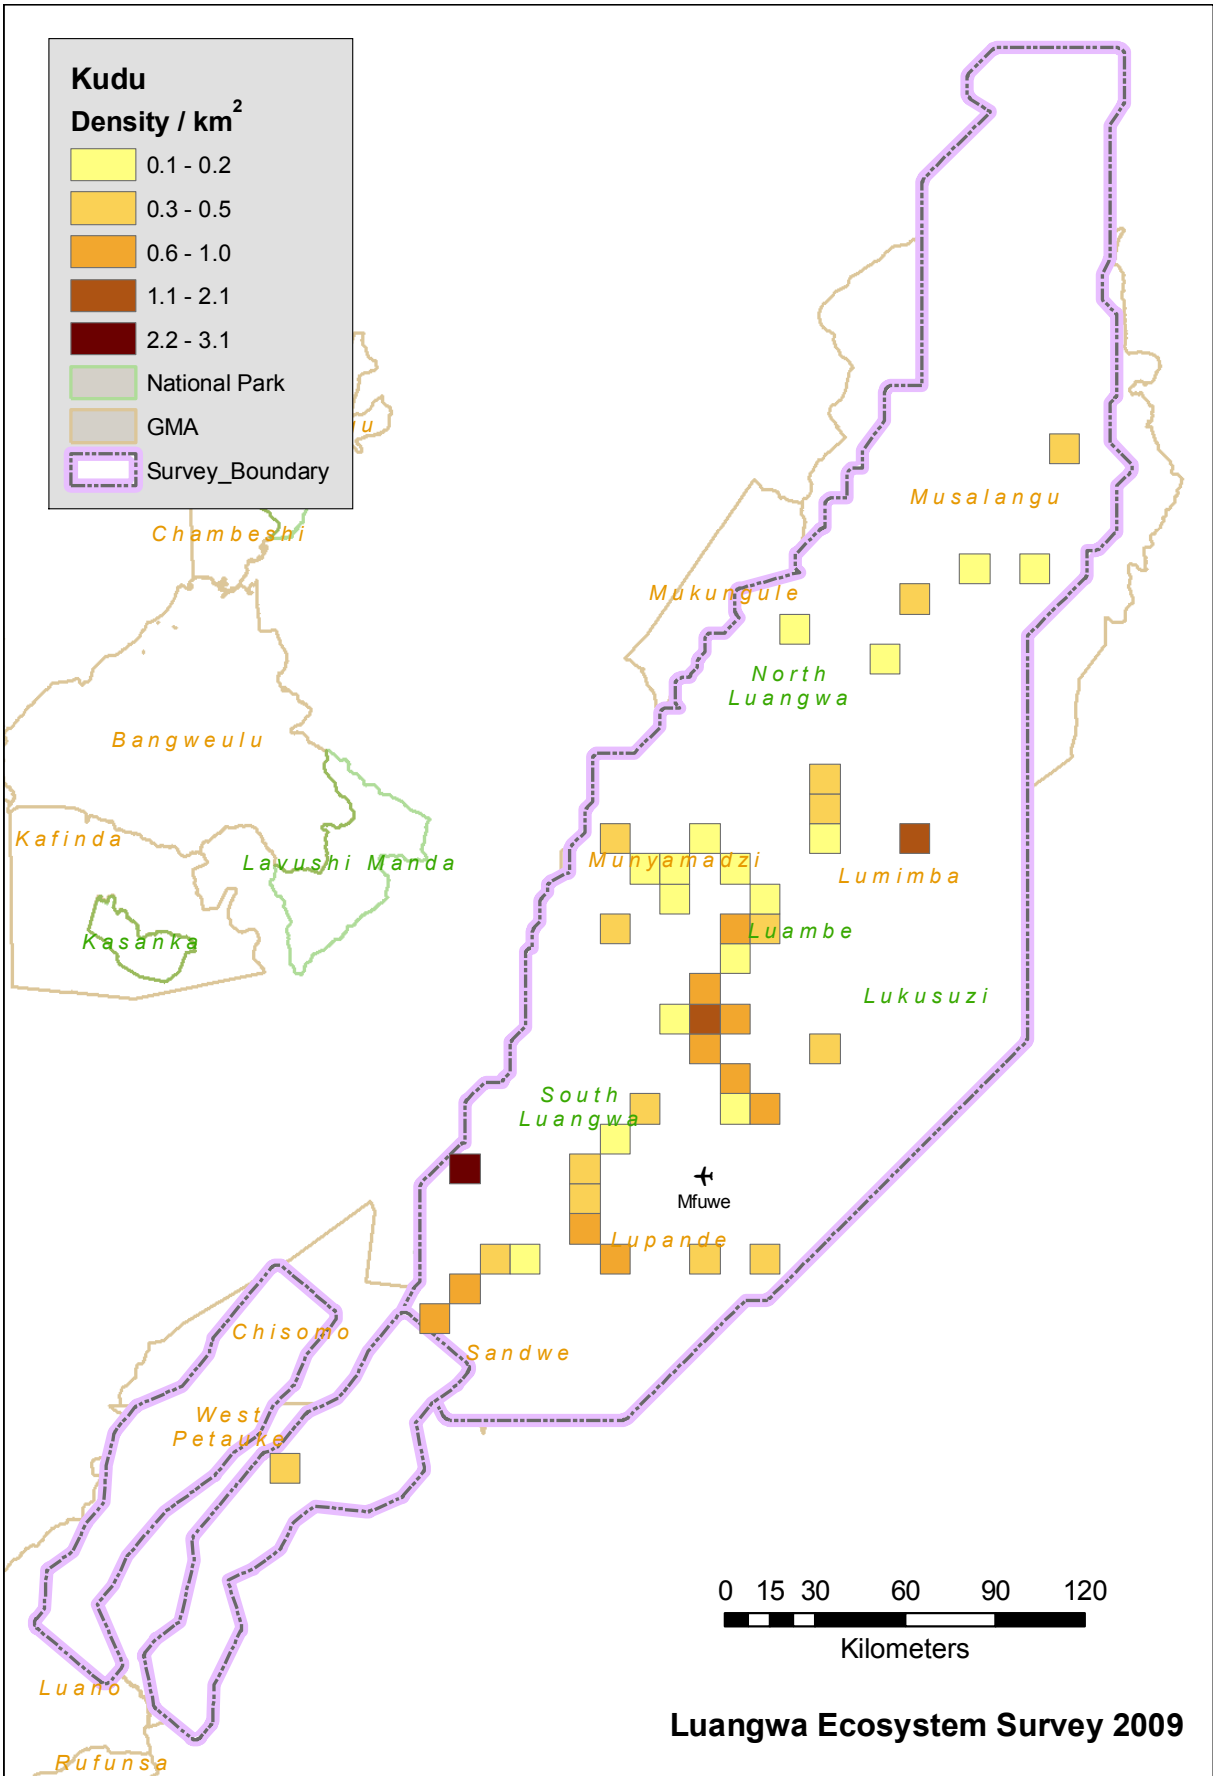 Kudu
Density / km²
0.1 - 0.2
0.3 - 0.5
0.6 - 1.0
1.1 - 2.1
2.2 - 3.1
National Park
GMA
Survey_Boundary
Musalangu
Chambeshi
Mukungule
North
Luangwa
Bangweulu
Kafinda
Lavushi Manda
Munyamadzi
Lumimba
Kasanka
Luambe
Lukusuzi
South
Luangwa
Mfuwe
Lupande
Chisomo
Sandwe
West
Petauke
0 15 30 60 90 120
Kilometers
Luano
Luangwa Ecosystem Survey 2009
Rufunsa